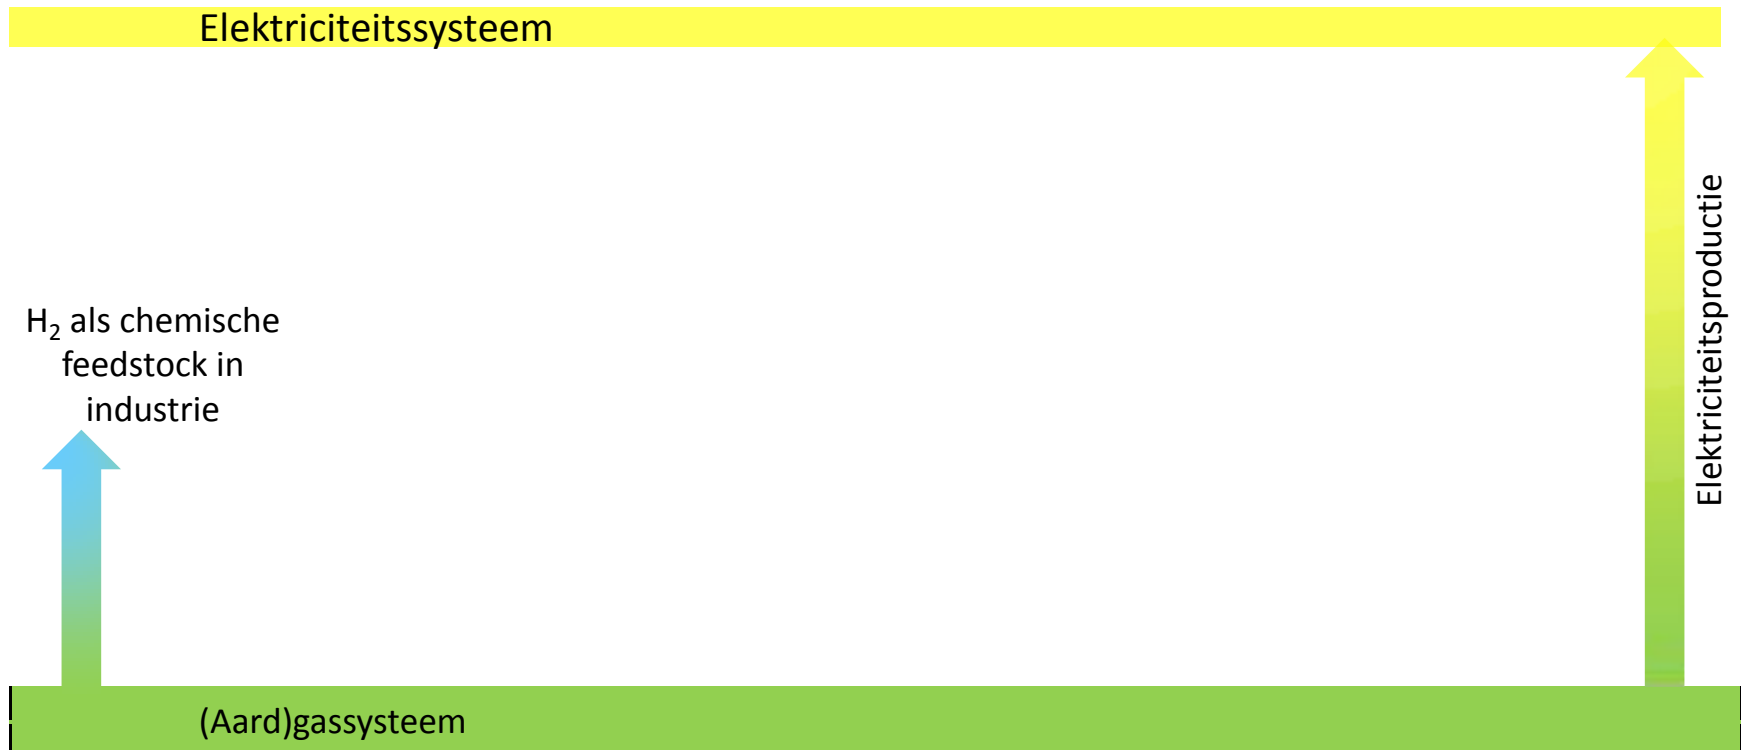 Elektriciteitssysteem
H₂ als chemische
feedstock in
industrie
Elektriciteitsproductie
(Aard)gassysteem